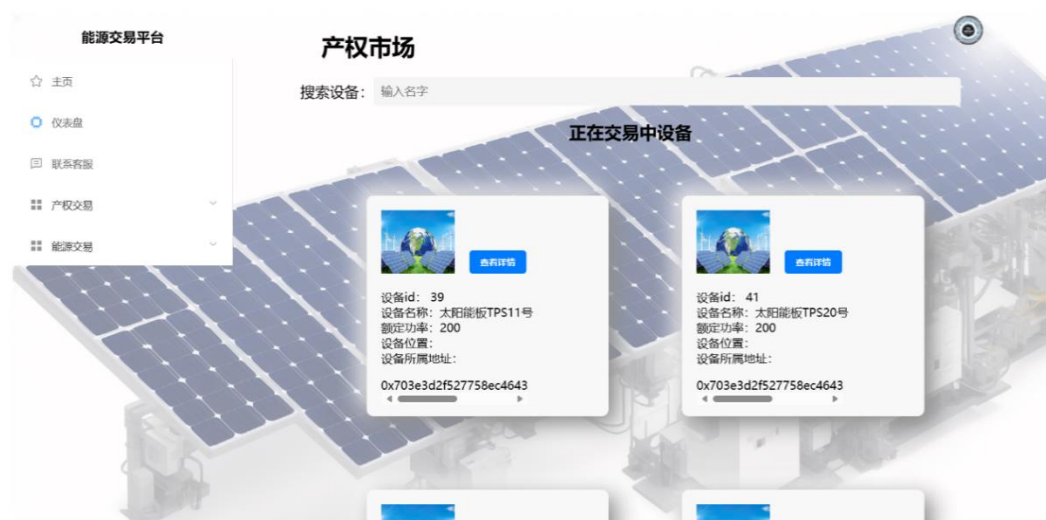 能源交易平台
主页
仪表盘
联系客服
产权交易
能源交易
产权市场
搜索设备：
输入名字
正在交易中设备
查看详情
设备id： 39
设备名称：太阳能板TPS11号
额定功率：200
设备位置：
设备所属地址：
0x703e3d2f527758ec4643
查看详情
设备id： 41
设备名称：太阳能板TPS20号
额定功率：200
设备位置：
设备所属地址：
0x703e3d2f527758ec4643